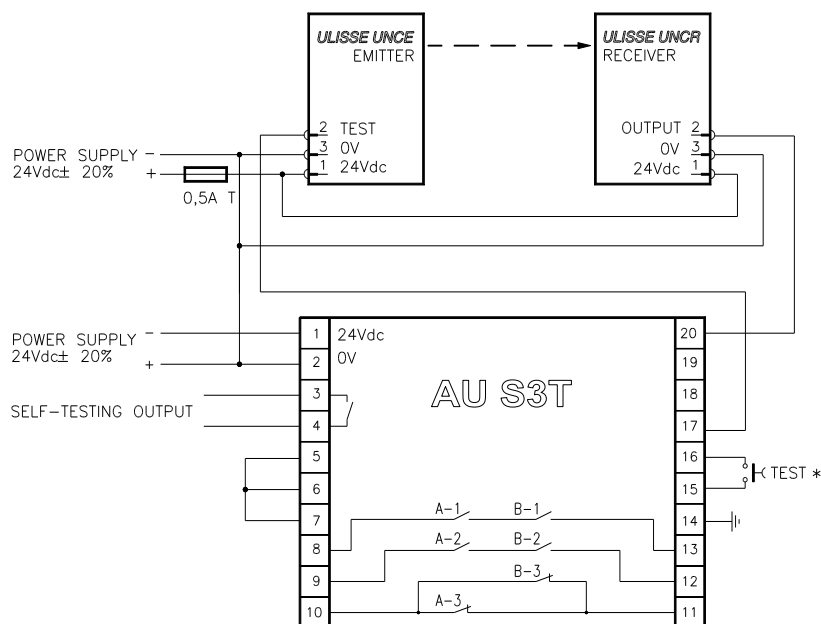 ULISSE UNCE
EMITTER
ULISSE UNCR
RECEIVER
2 TEST
3 0V
1 24Vdc
OUTPUT 2
0V 3
24Vdc 1
POWER SUPPLY −
24Vdc± 20% +
0,5A T
POWER SUPPLY −
24Vdc± 20% +
SELF-TESTING OUTPUT
AU S3T
1 24Vdc
2 0V
3
4
5
6
7
8
9
10
20
19
18
17
16
15
14
13
12
11
TEST *
A-1 B-1
A-2 B-2
B-3
A-3